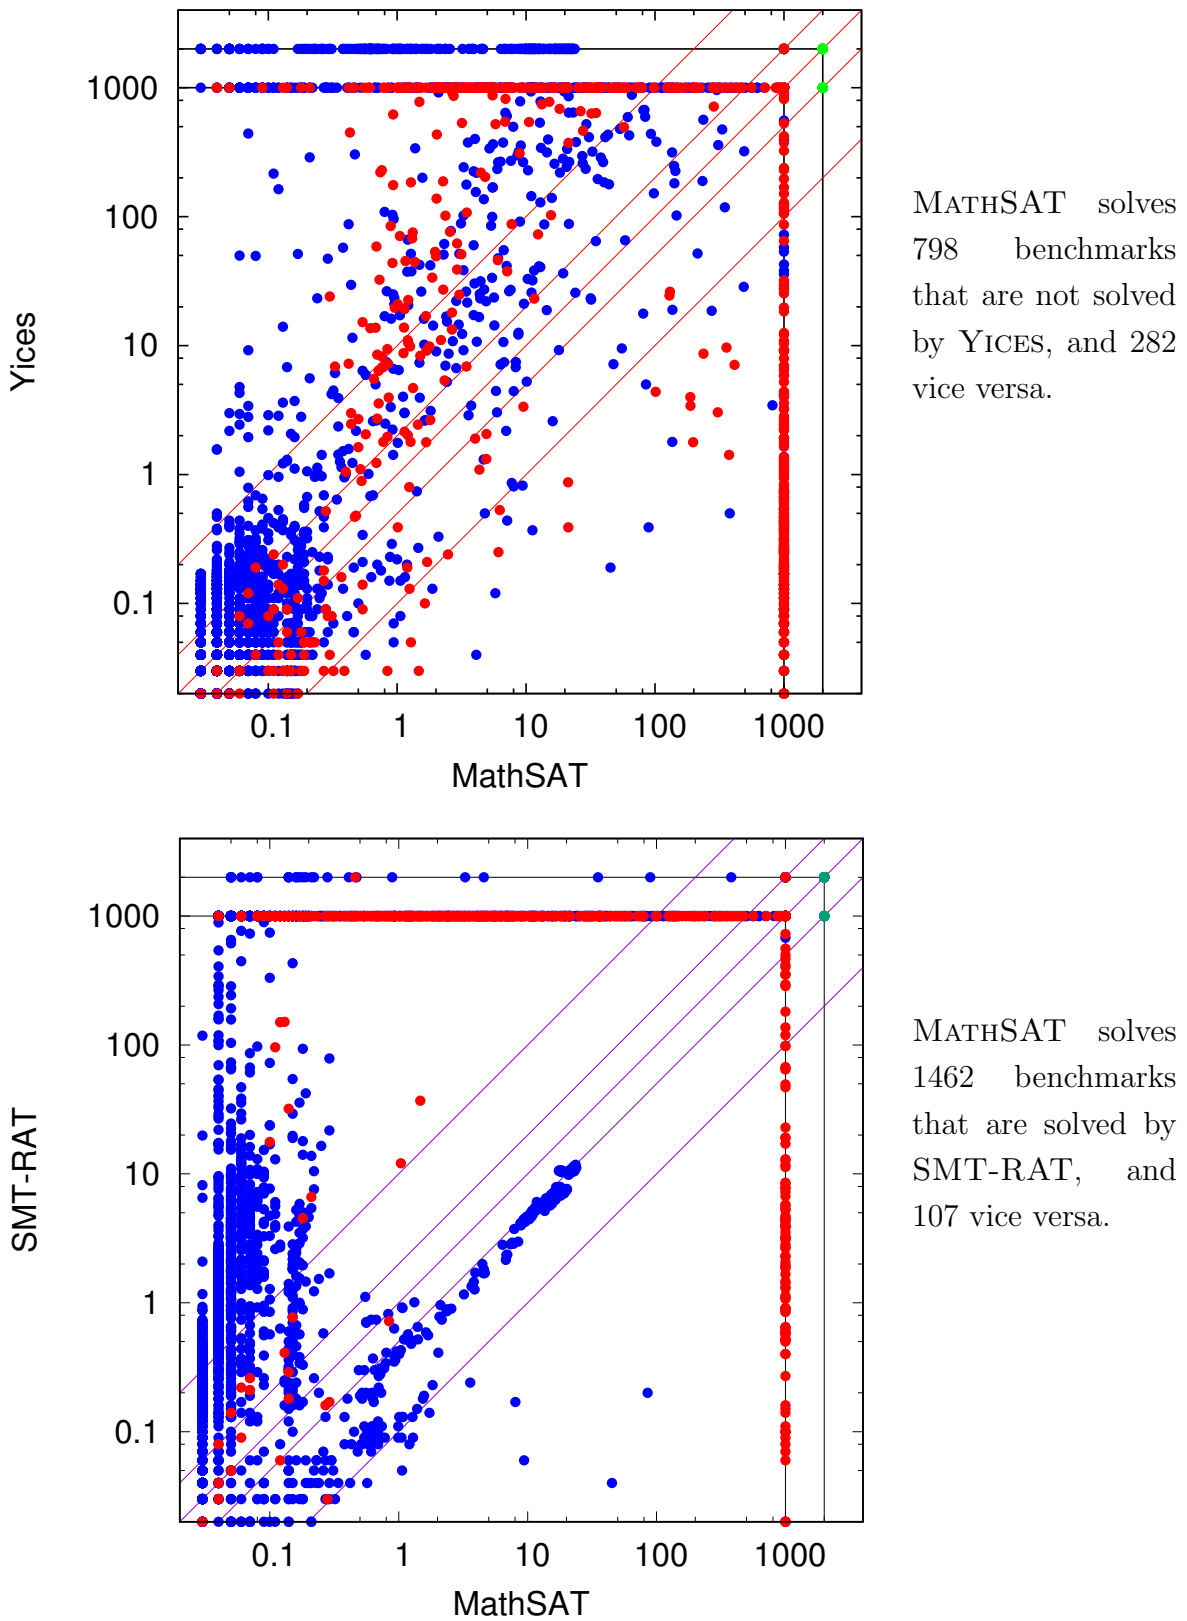 1000
100
10
1
0.1
Yices
0.1 1 10 100 1000
MathSAT
MATHSAT solves
798 benchmarks
that are not solved
by YICES, and 282
vice versa.
1000
100
10
1
0.1
SMT-RAT
0.1 1 10 100 1000
MathSAT
MATHSAT solves
1462 benchmarks
that are solved by
SMT-RAT, and
107 vice versa.